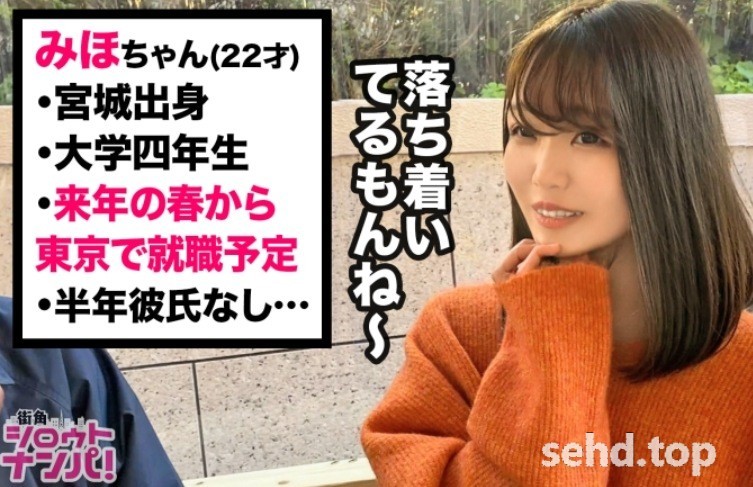 みほちゃん(22才)
•宮城出身
•大学四年生
•来年の春から
東京で就職予定
•半年彼氏なし…
落ち着い
てるもんね〜
街角
シロウト
ナンパ!
sehd.top